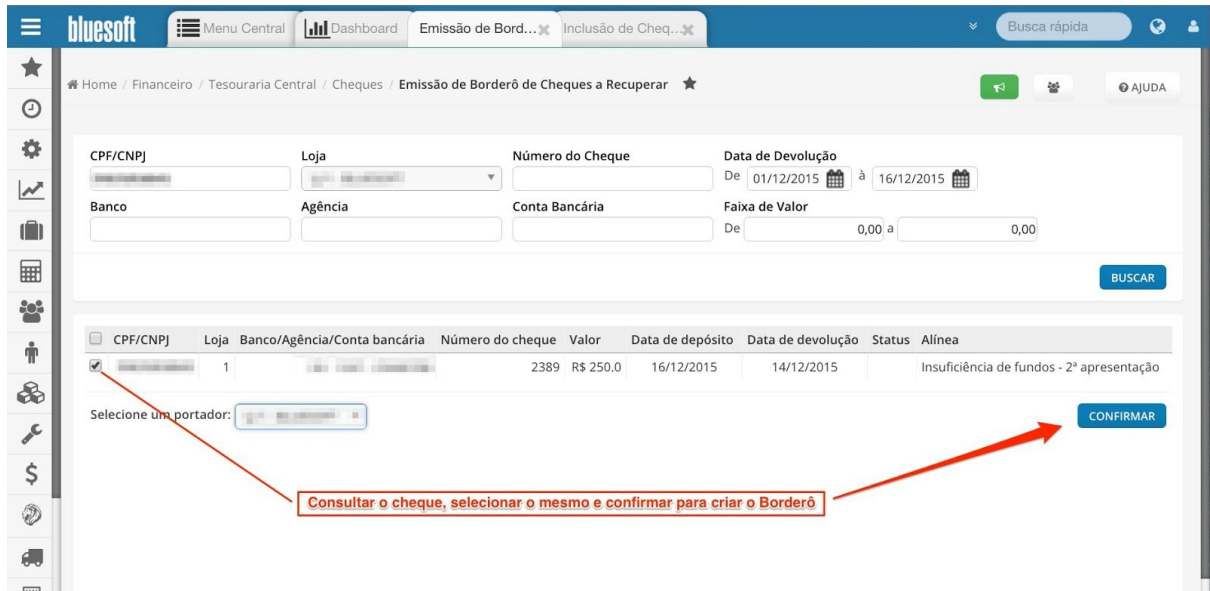 bluesoft Menu Central Dashboard Emissão de Bord... Inclusão de Cheq... Busca rápida
Home / Financeiro / Tesouraria Central / Cheques / Emissão de Borderô de Cheques a Recuperar AJUDA
CPF/CNPJ Loja Número do Cheque Data de Devolução
De 01/12/2015 à 16/12/2015
Banco Agência Conta Bancária Faixa de Valor
De 0,00 a 0,00
BUSCAR
CPF/CNPJ Loja Banco/Agência/Conta bancária Número do cheque Valor Data de depósito Data de devolução Status Alínea
1 2389 R$ 250.0 16/12/2015 14/12/2015 Insuficiência de fundos - 2ª apresentação
Selecione um portador: CONFIRMAR
Consultar o cheque, selecionar o mesmo e confirmar para criar o Borderô